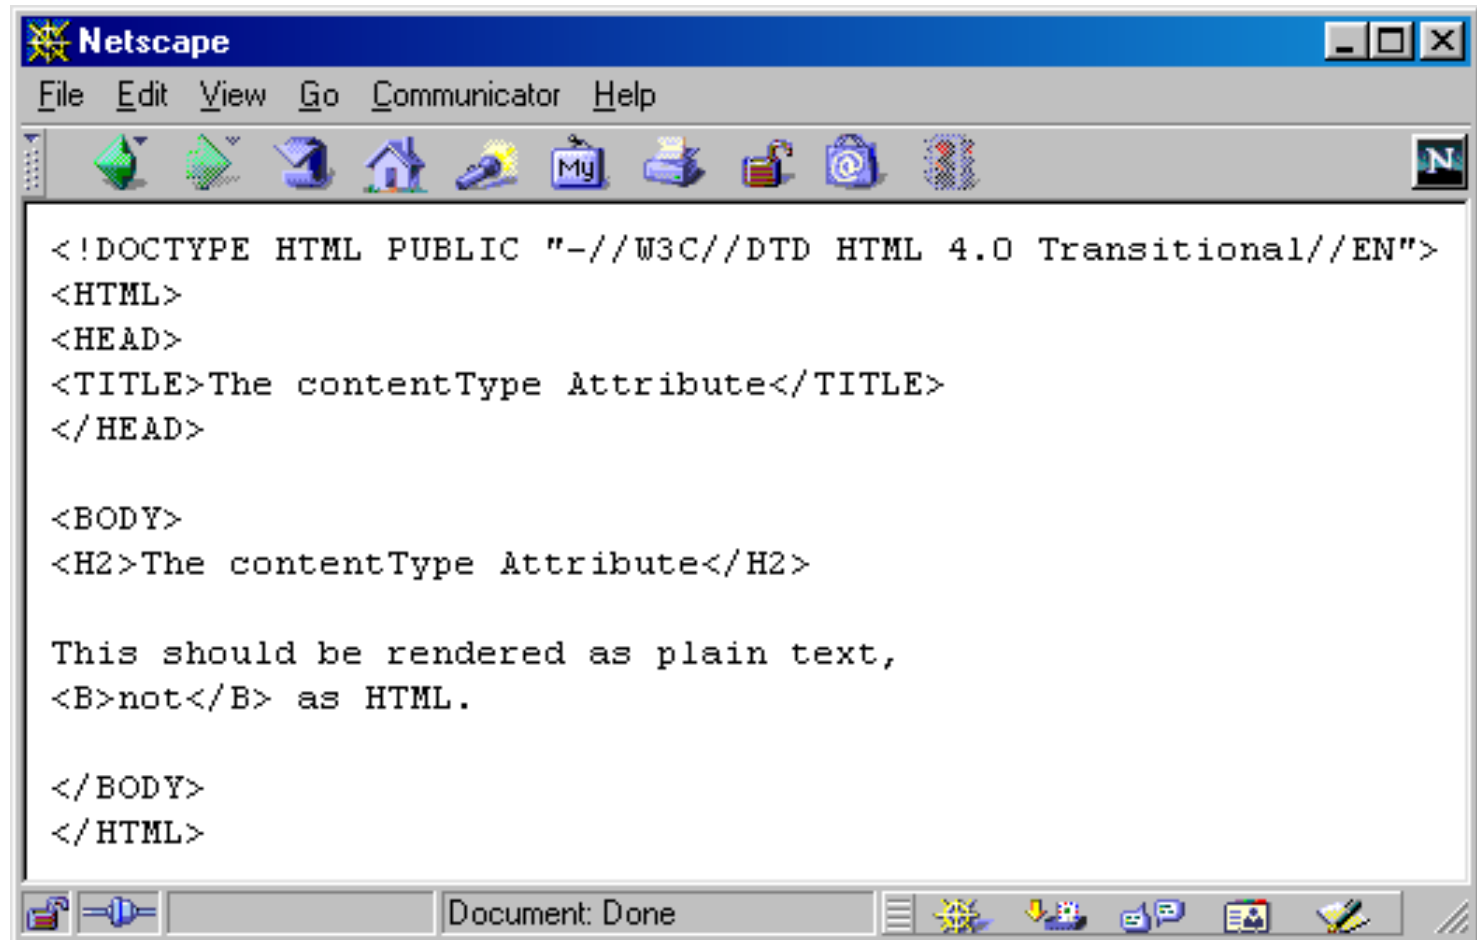 Netscape
File Edit View Go Communicator Help
My @ N
<!DOCTYPE HTML PUBLIC "-//W3C//DTD HTML 4.0 Transitional//EN">
<HTML>
<HEAD>
<TITLE>The contentType Attribute</TITLE>
</HEAD>
<BODY>
<H2>The contentType Attribute</H2>
This should be rendered as plain text,
<B>not</B> as HTML.
</BODY>
</HTML>
Document: Done